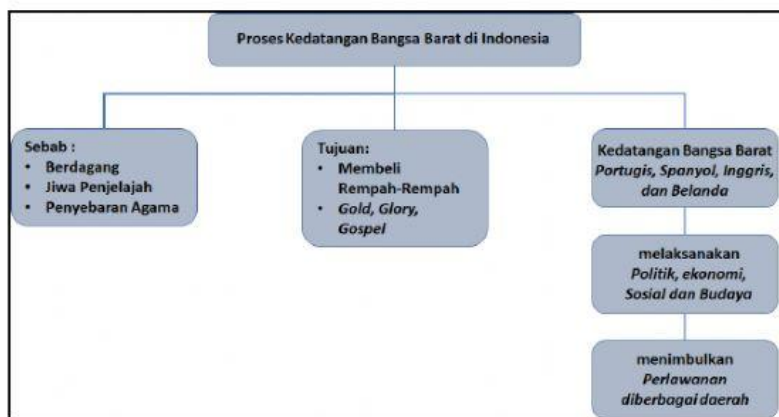 Proses Kedatangan Bangsa Barat di Indonesia
Sebab :
• Berdagang
• Jiwa Penjelajah
• Penyebaran Agama
Tujuan:
• Membeli
Rempah-Rempah
• Gold, Glory,
Gospel
Kedatangan Bangsa Barat
Portugis, Spanyol, Inggris,
dan Belanda
melaksanakan
Politik, ekonomi,
Sosial dan Budaya
menimbulkan
Perlawanan
diberbagai daerah